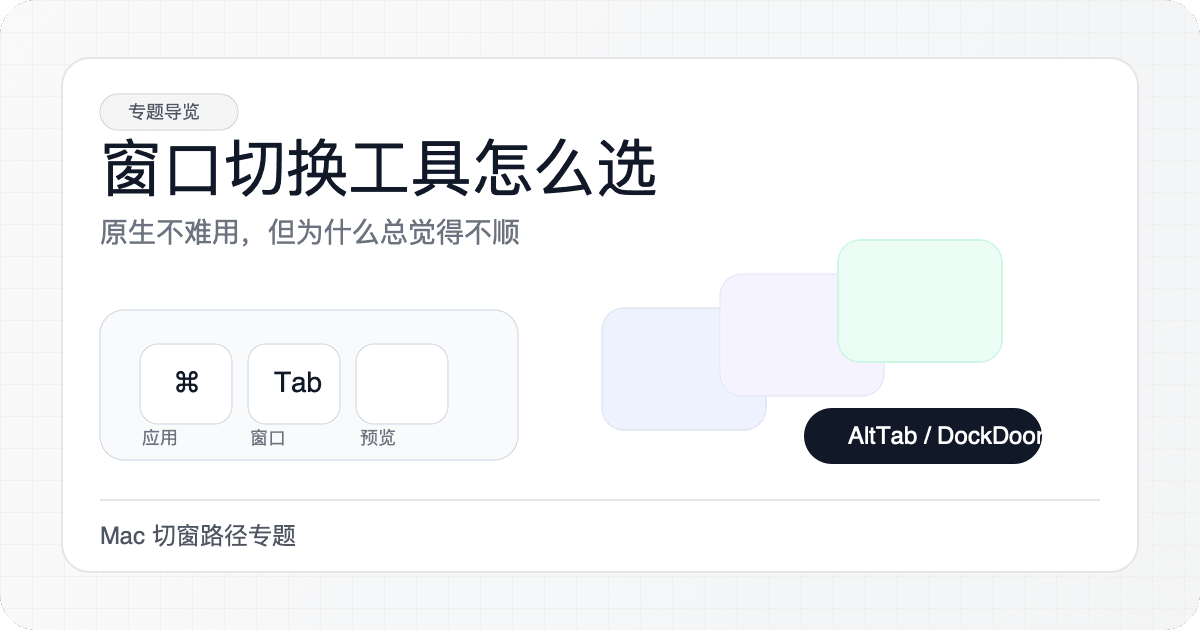 专题导览
窗口切换工具怎么选
原生不难用，但为什么总觉得不顺
⌘ Tab
应用 窗口 预览
AltTab / DockDoor
Mac 切窗路径专题